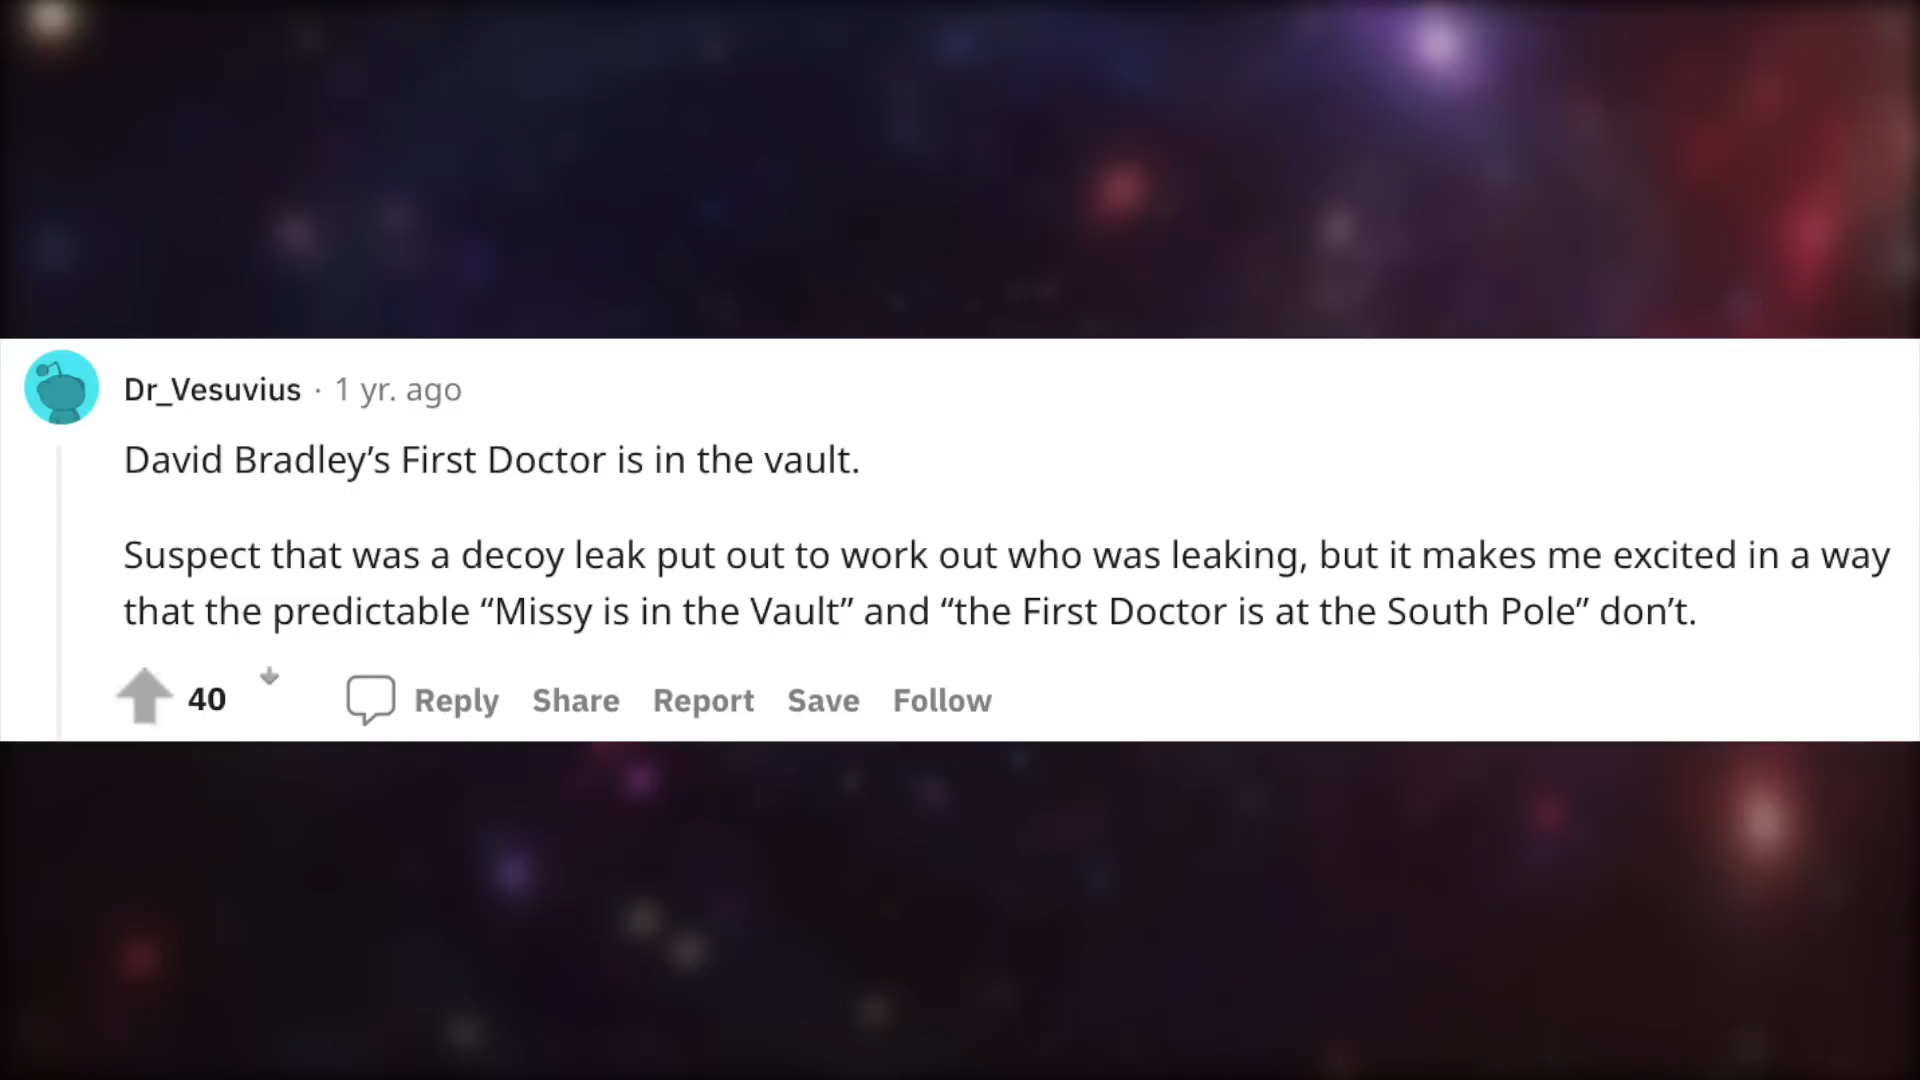 Dr_Vesuvius · 1 yr. ago
David Bradley’s First Doctor is in the vault.
Suspect that was a decoy leak put out to work out who was leaking, but it makes me excited in a way
that the predictable “Missy is in the Vault” and “the First Doctor is at the South Pole” don’t.
40 Reply Share Report Save Follow